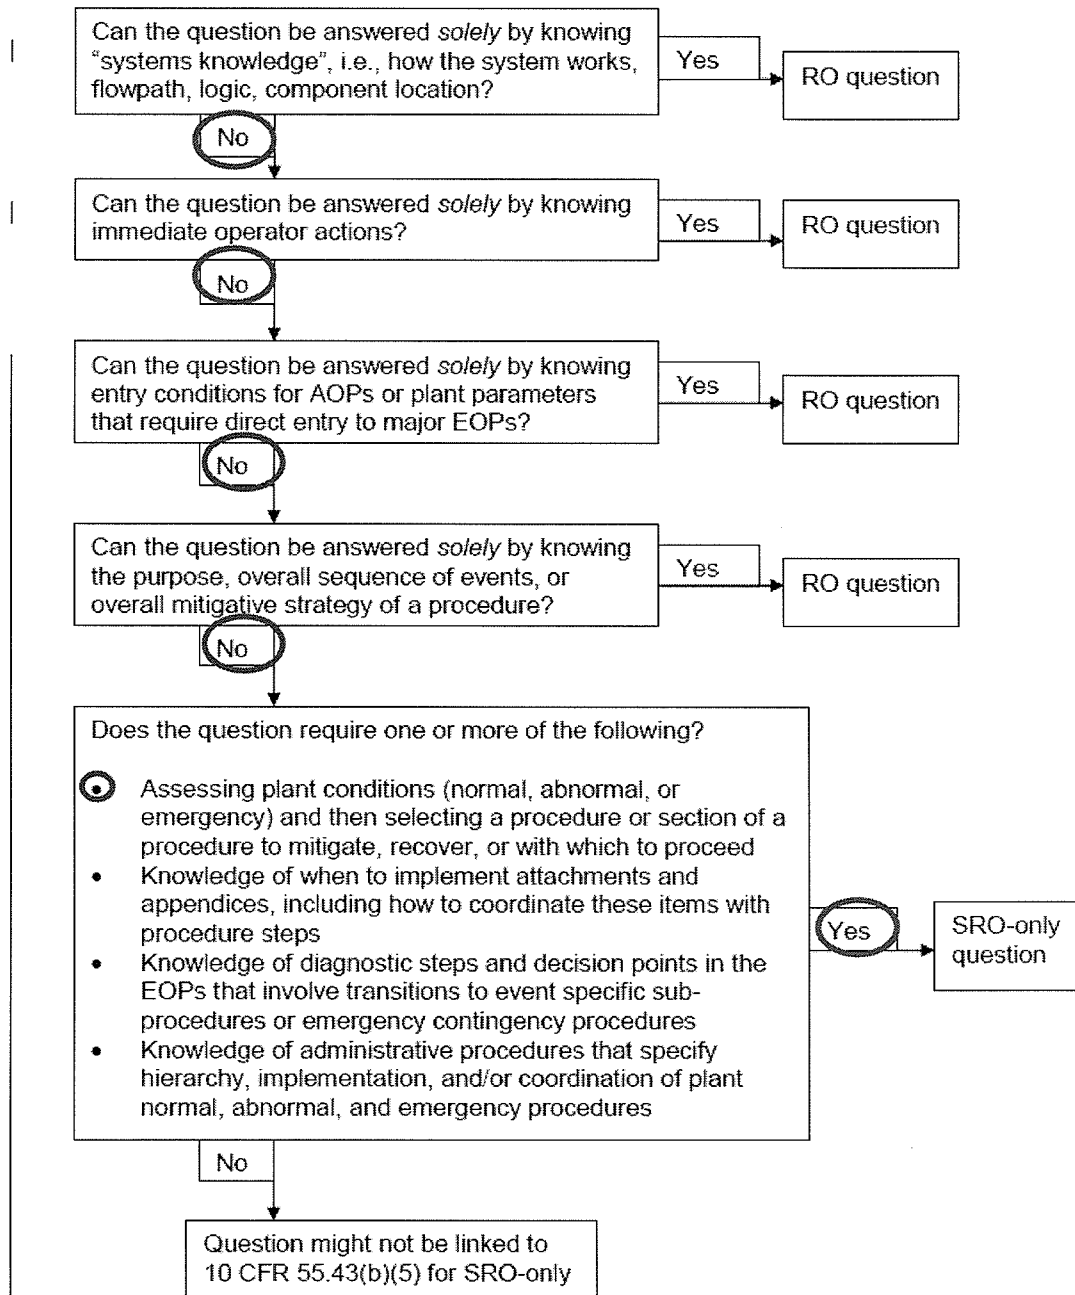 Can the question be answered solely by knowing
"systems knowledge", i.e., how the system works,
flowpath, logic, component location?
Yes
RO question
No
Can the question be answered solely by knowing
immediate operator actions?
Yes
RO question
No
Can the question be answered solely by knowing
entry conditions for AOPs or plant parameters
that require direct entry to major EOPs?
Yes
RO question
No
Can the question be answered solely by knowing
the purpose, overall sequence of events, or
overall mitigative strategy of a procedure?
Yes
RO question
No
Does the question require one or more of the following?
• Assessing plant conditions (normal, abnormal, or
emergency) and then selecting a procedure or section of a
procedure to mitigate, recover, or with which to proceed
• Knowledge of when to implement attachments and
appendices, including how to coordinate these items with
procedure steps
• Knowledge of diagnostic steps and decision points in the
EOPs that involve transitions to event specific sub-
procedures or emergency contingency procedures
• Knowledge of administrative procedures that specify
hierarchy, implementation, and/or coordination of plant
normal, abnormal, and emergency procedures
Yes
SRO-only
question
No
Question might not be linked to
10 CFR 55.43(b)(5) for SRO-only